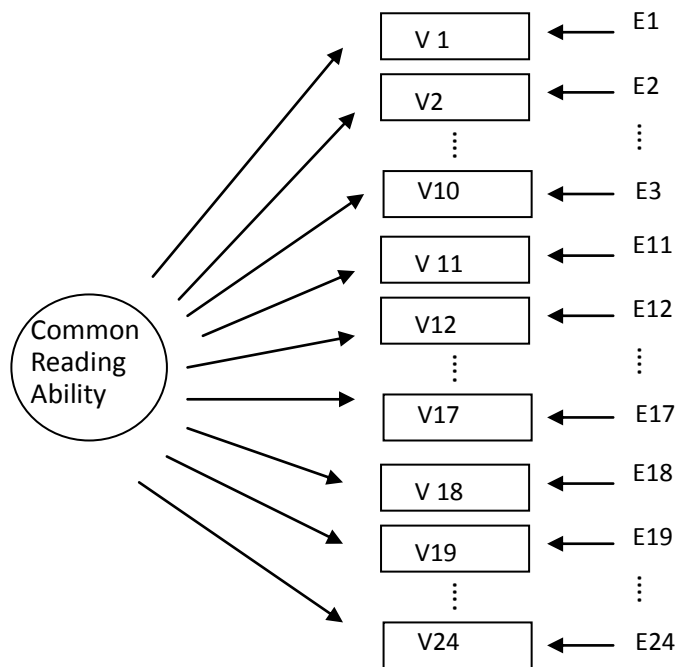 V 1 E1
V2 E2
V10 E3
V 11 E11
V12 E12
Common
Reading
Ability
V17 E17
V 18 E18
V19 E19
V24 E24